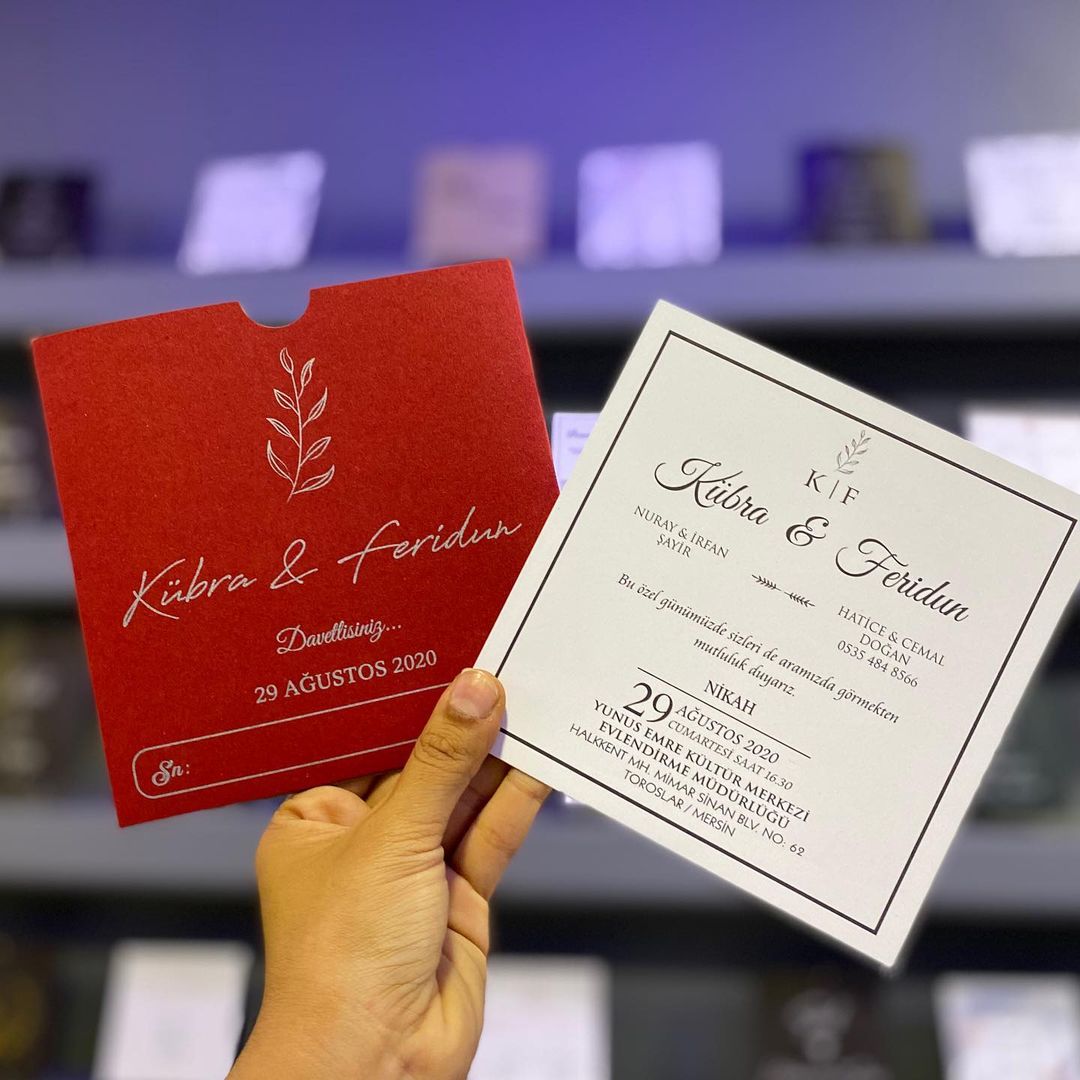 Kübra & Feridun
Davetlisiniz...
29 AĞUSTOS 2020
Sn:
K|F
Kübra & Feridun
NURAY & İRFAN
ŞAYİR
HATİCE & CEMAL
DOĞAN
0535 484 8566
Bu özel günümüzde sizleri de aramızda görmekten
mutluluk duyarız.
NİKAH
29 AĞUSTOS 2020
CUMARTESİ SAAT 16.30
YUNUS EMRE KÜLTÜR MERKEZİ
EVLENDİRME MÜDÜRLÜĞÜ
HALKKENT MH. MİMAR SİNAN BLV. NO: 62
TOROSLAR / MERSİN